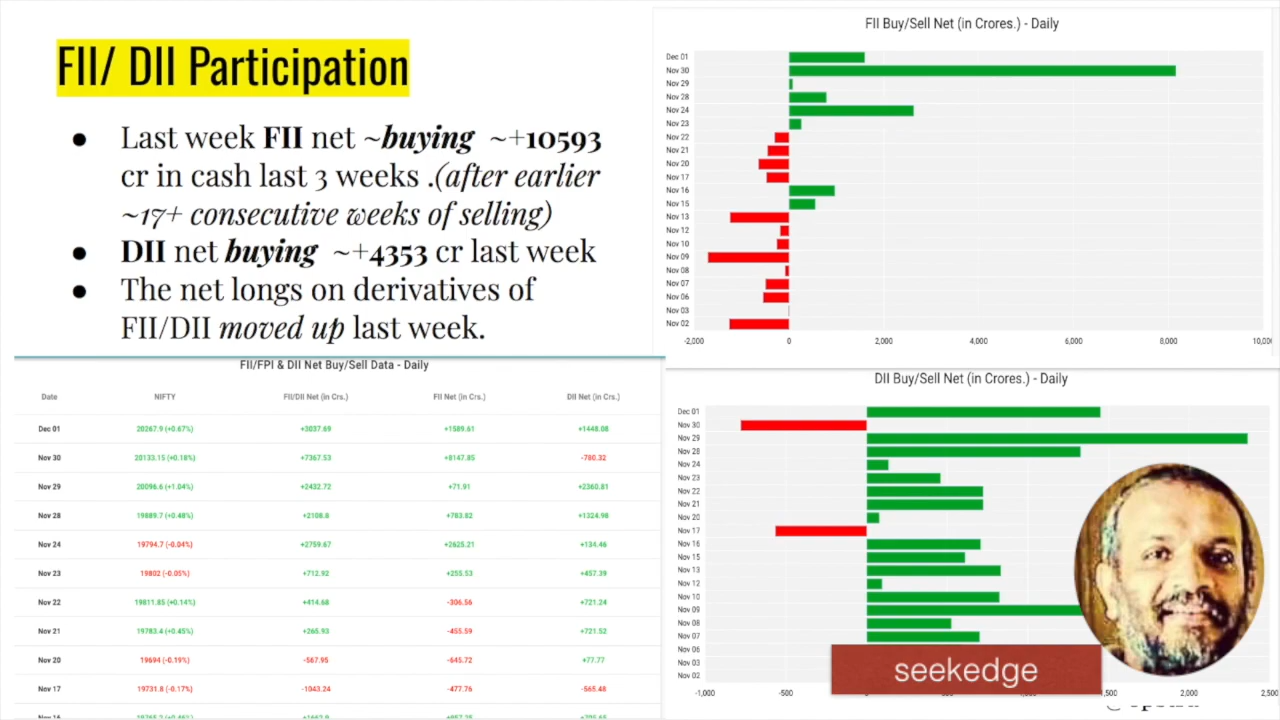 FII/ DII Participation
● Last week FII net ~buying ~+10593
cr in cash last 3 weeks .(after earlier
~17+ consecutive weeks of selling)
● DII net buying ~+4353 cr last week
● The net longs on derivatives of
FII/DII moved up last week.
FII Buy/Sell Net (in Crores.) - Daily
Dec 01
Nov 30
Nov 29
Nov 28
Nov 24
Nov 23
Nov 22
Nov 21
Nov 20
Nov 17
Nov 16
Nov 15
Nov 13
Nov 12
Nov 10
Nov 09
Nov 08
Nov 07
Nov 06
Nov 03
Nov 02
-2,000 0 2,000 4,000 6,000 8,000 10,00
FII/FPI & DII Net Buy/Sell Data - Daily
Date NIFTY FII/DII Net (in Crs.) FII Net (in Crs.) DII Net (in Crs.)
Dec 01 20267.9 (+0.67%) +3037.69 +1589.61 +1448.08
Nov 30 20133.15 (+0.18%) +7367.53 +8147.85 -780.32
Nov 29 20096.6 (+1.04%) +2432.72 +71.91 +2360.81
Nov 28 19889.7 (+0.48%) +2108.8 +783.82 +1324.98
Nov 24 19794.7 (-0.04%) +2759.67 +2625.21 +134.46
Nov 23 19802 (-0.05%) +712.92 +255.53 +457.39
Nov 22 19811.85 (+0.14%) +414.68 -306.56 +721.24
Nov 21 19783.4 (+0.45%) +265.93 -455.59 +721.52
Nov 20 19694 (-0.19%) -567.95 -645.72 +77.77
Nov 17 19731.8 (-0.17%) -1043.24 -477.76 -565.48
DII Buy/Sell Net (in Crores.) - Daily
Dec 01
Nov 30
Nov 29
Nov 28
Nov 24
Nov 23
Nov 22
Nov 21
Nov 20
Nov 17
Nov 16
Nov 15
Nov 13
Nov 12
Nov 10
Nov 09
Nov 08
Nov 07
Nov 06
Nov 03
Nov 02
-1,000 -500 2,000 2,500
seekedge